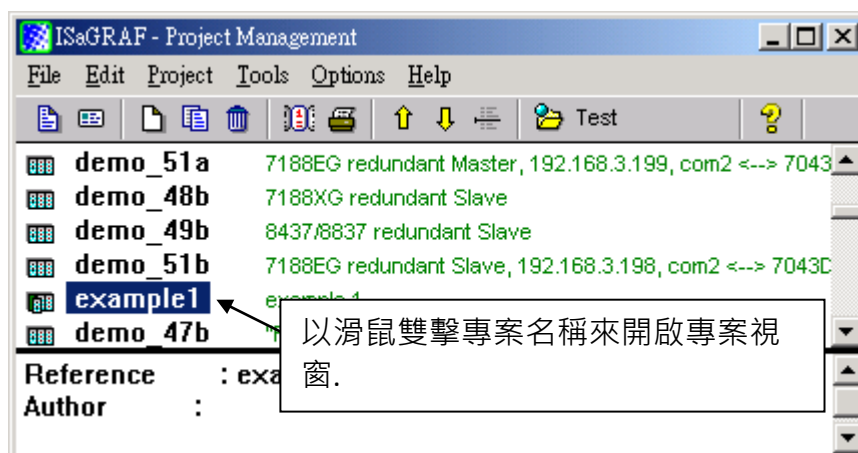 ISaGRAF - Project Management
File Edit Project Tools Options Help
Test
demo_51a 7188EG redundant Master, 192.168.3.199, com2 <--> 7043
demo_48b 7188XG redundant Slave
demo_49b 8437/8837 redundant Slave
demo_51b 7188EG redundant Slave, 192.168.3.198, com2 <--> 7043D
example1 example 1
demo_47b
以滑鼠雙擊專案名稱來開啟專案視
窗.
Reference : exa
Author :